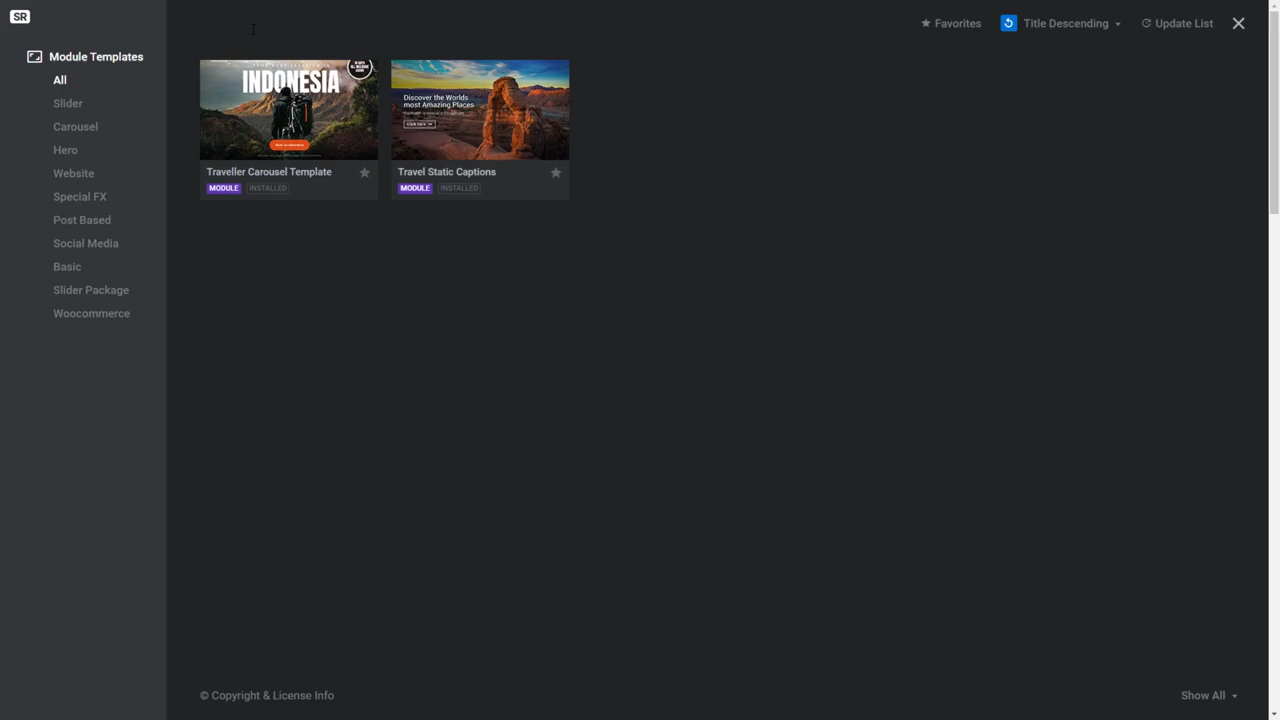 SR
Favorites
Title Descending
Update List
Module Templates
All
Slider
Carousel
Hero
Website
Special FX
Post Based
Social Media
Basic
Slider Package
Woocommerce
INDONESIA
Traveller Carousel Template
MODULE INSTALLED
Discover the Worlds
most Amazing Places
Click here
Travel Static Captions
MODULE INSTALLED
© Copyright & License Info
Show All